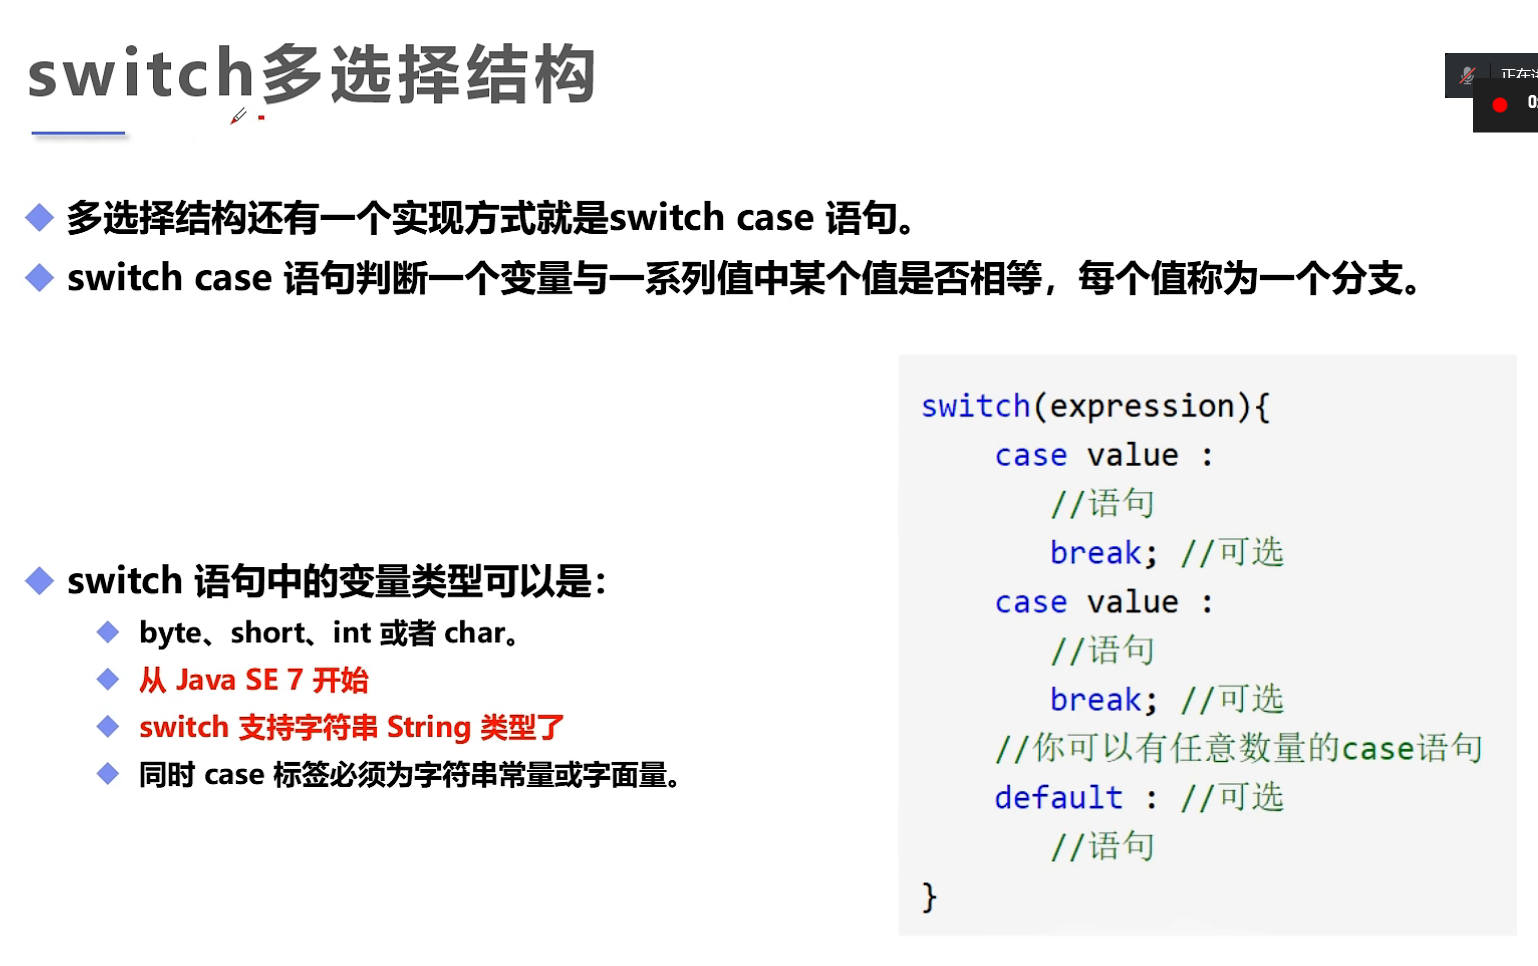 switch多选择结构
正在
多选择结构还有一个实现方式就是switch case 语句。
switch case 语句判断一个变量与一系列值中某个值是否相等，每个值称为一个分支。
switch 语句中的变量类型可以是：
byte、short、int 或者 char。
从 Java SE 7 开始
switch 支持字符串 String 类型了
同时 case 标签必须为字符串常量或字面量。
switch(expression){
case value :
//语句
break; //可选
case value :
//语句
break; //可选
//你可以有任意数量的case语句
default : //可选
//语句
}